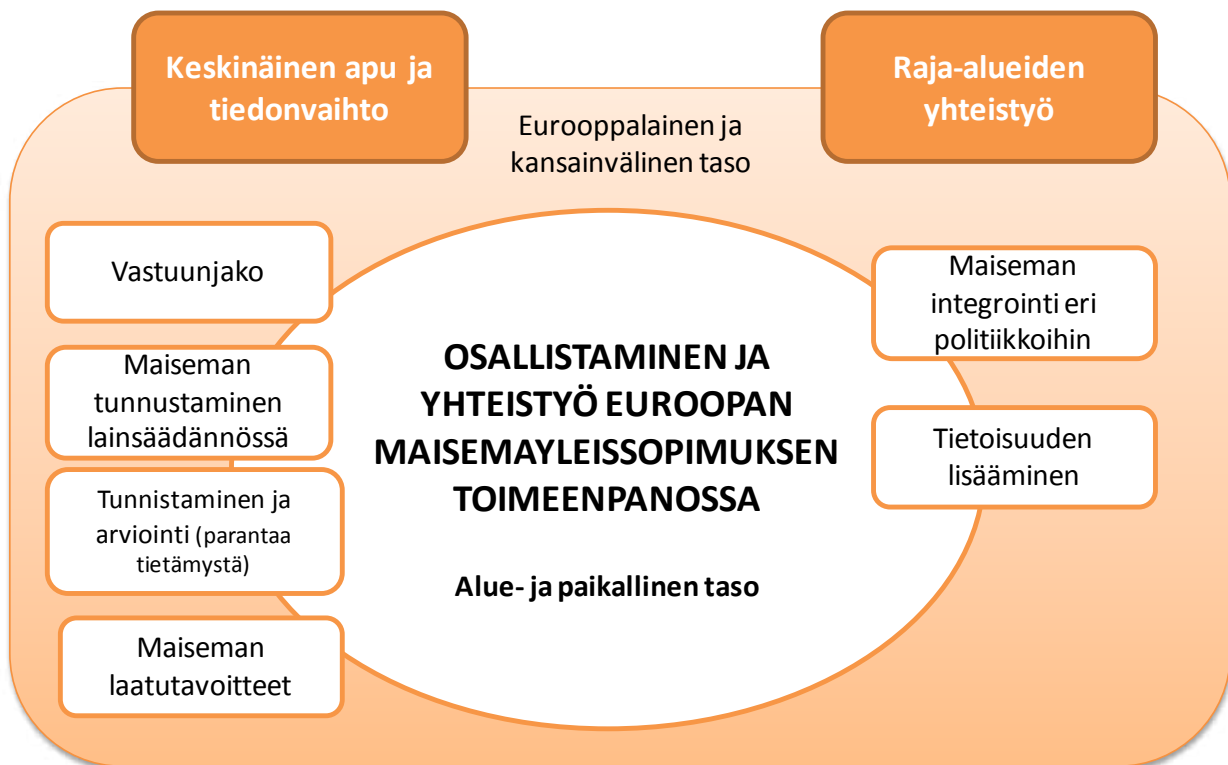 Keskinäinen apu ja
tiedonvaihto
Raja-alueiden
yhteistyö
Eurooppalainen ja
kansainvälinen taso
Vastuunjako
Maiseman
tunnustaminen
lainsäädännössä
Tunnistaminen ja
arviointi (parantaa
tietämystä)
Maiseman
laatutavoitteet
OSALLISTAMINEN JA
YHTEISTYÖ EUROOPAN
MAISEMAYLEISSOPIMUKSEN
TOIMEENPANOSSA
Alue- ja paikallinen taso
Maiseman
integrointi eri
politiikkoihin
Tietoisuuden
lisääminen